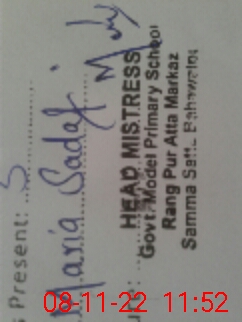 s Present: 5
Maria Sadaf
HEAD MISTRESS
Govt. Model Primary School
Rang Pur Atta Markaz
Samma Satta Bahawalpur
08-11-22 11:52